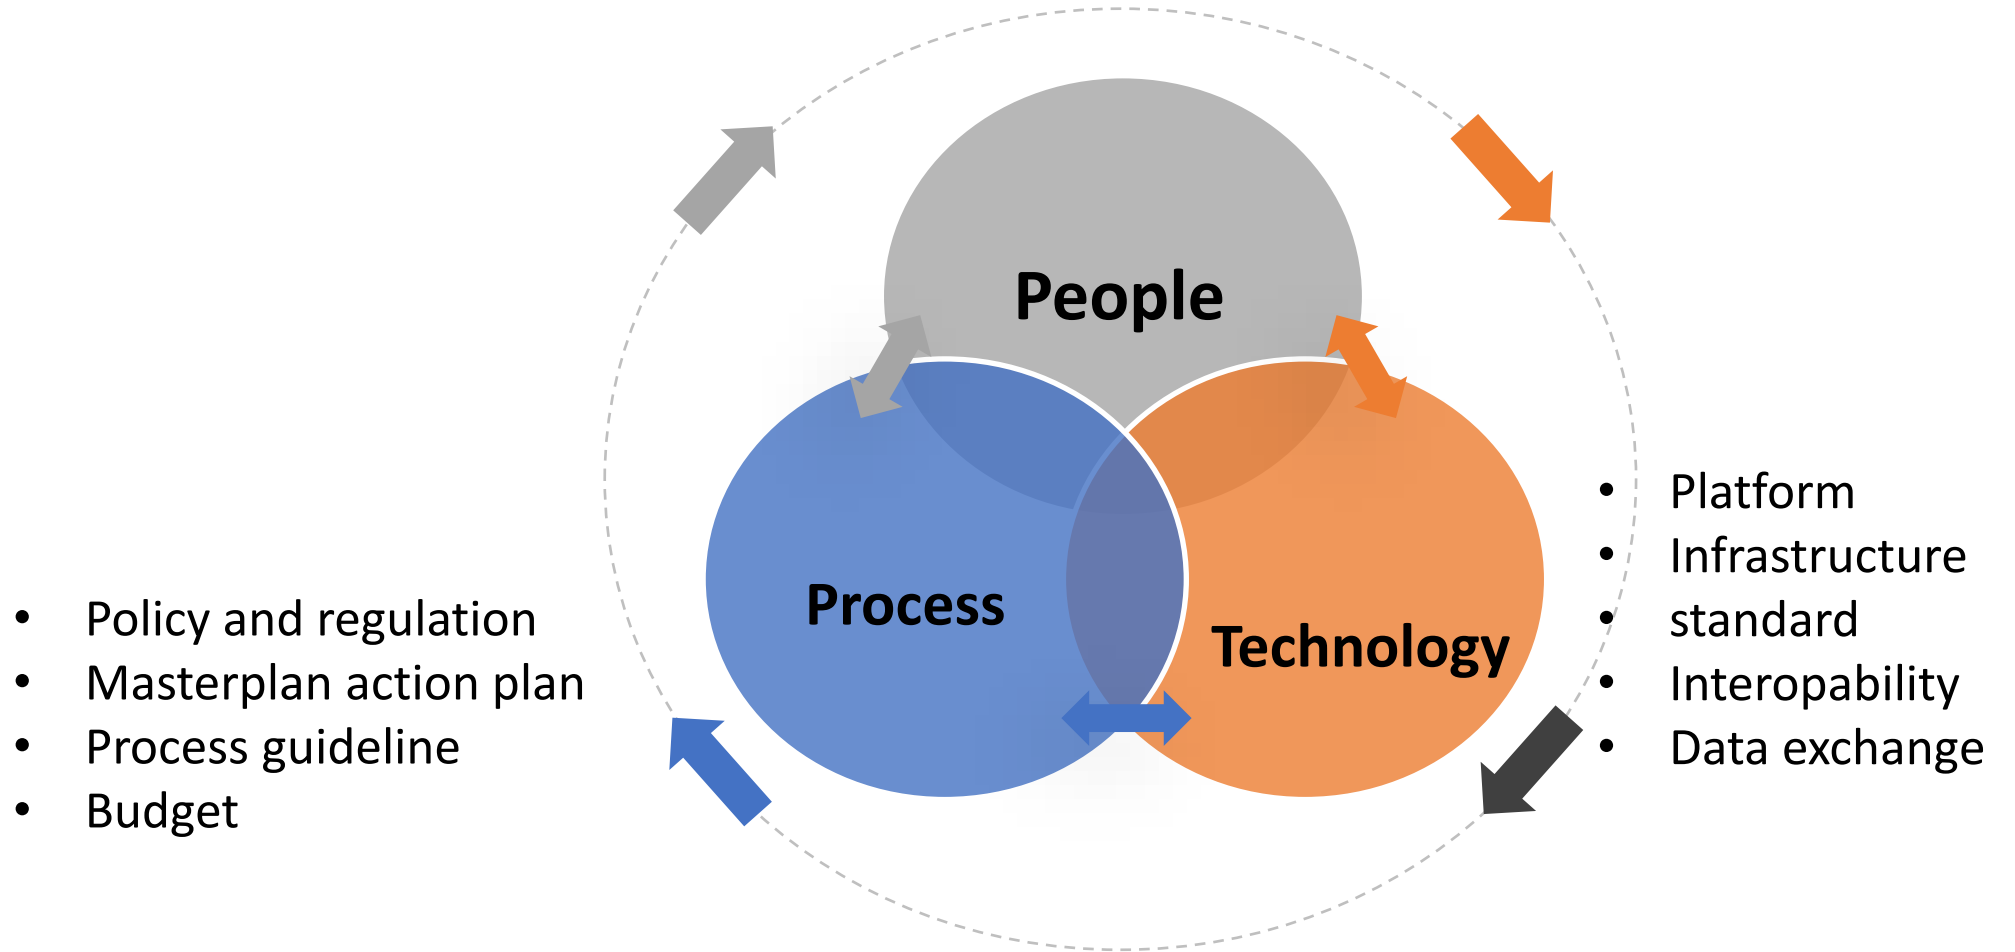 People
Process
Technology
• Policy and regulation
• Masterplan action plan
• Process guideline
• Budget
• Platform
• Infrastructure
• standard
• Interopability
• Data exchange